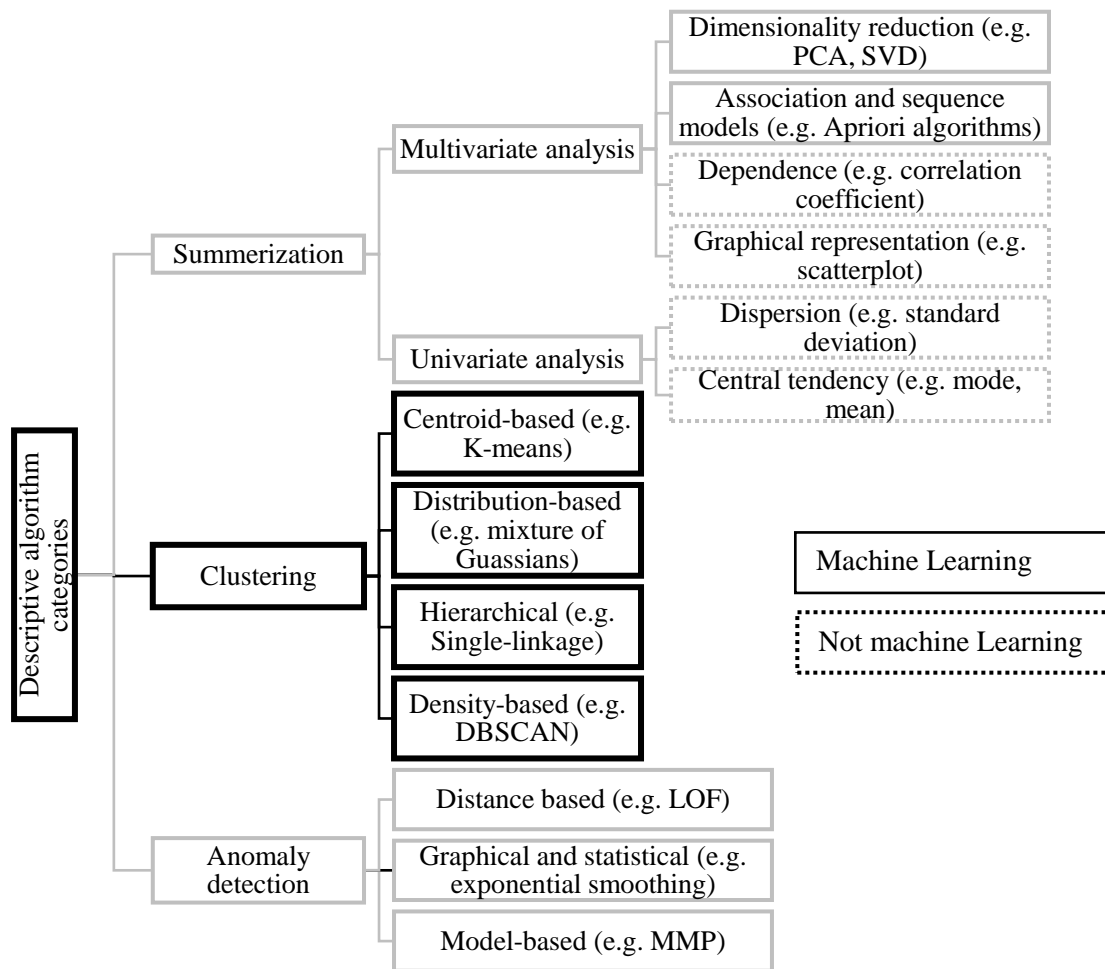 Dimensionality reduction (e.g.
PCA, SVD)
Association and sequence
models (e.g. Apriori algorithms)
Multivariate analysis
Dependence (e.g. correlation
coefficient)
Summerization
Graphical representation (e.g.
scatterplot)
Dispersion (e.g. standard
deviation)
Univariate analysis
Central tendency (e.g. mode,
mean)
Descriptive algorithm
categories
Centroid-based (e.g.
K-means)
Distribution-based
(e.g. mixture of
Guassians)
Clustering
Hierarchical (e.g.
Single-linkage)
Density-based (e.g.
DBSCAN)
Machine Learning
Not machine Learning
Distance based (e.g. LOF)
Anomaly
detection
Graphical and statistical (e.g.
exponential smoothing)
Model-based (e.g. MMP)